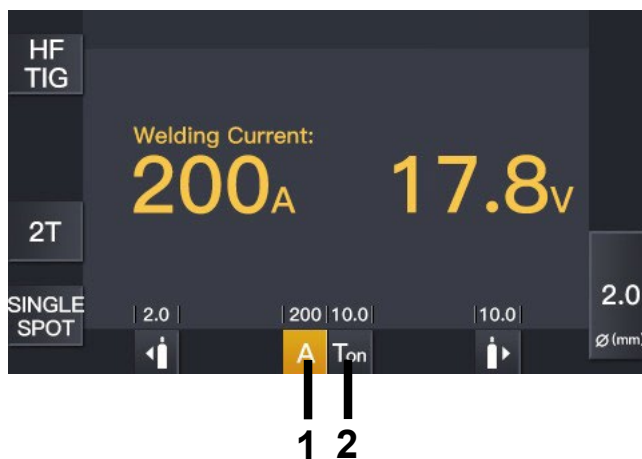 HF
TIG
Welding Current:
200A 17.8V
2T
SINGLE
SPOT
2.0 200 10.0 10.0
A Ton
2.0
Ø (mm)
1 2